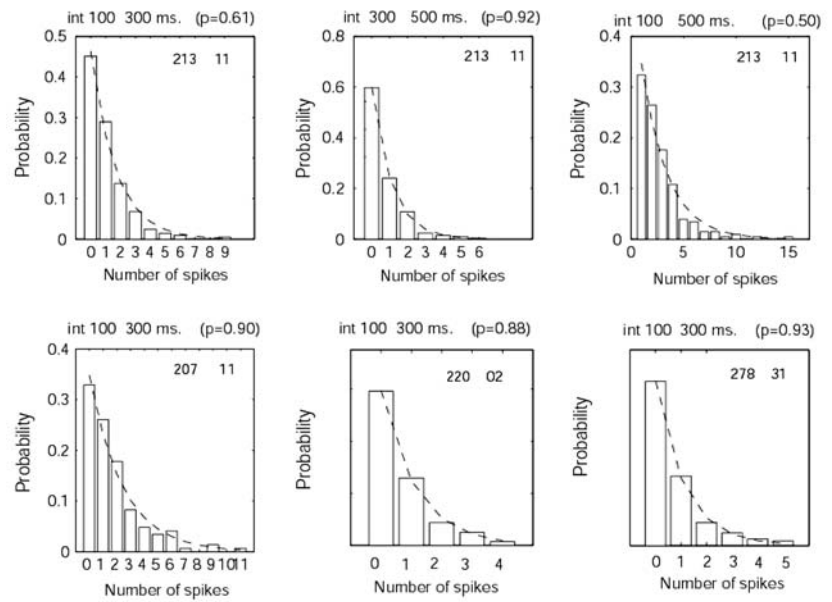 int 100 300 ms. (p=0.61)
0.5
0.4
0.3
0.2
0.1
0
213 11
Probability
0 1 2 3 4 5 6 7 8 9
Number of spikes
int 300 500 ms. (p=0.92)
0.8
0.6
0.4
0.2
0
213 11
Probability
0 1 2 3 4 5 6
Number of spikes
int 100 500 ms. (p=0.50)
0.4
0.3
0.2
0.1
0
213 11
Probability
0 5 10 15
Number of spikes
int 100 300 ms. (p=0.90)
0.4
0.3
0.2
0.1
0
207 11
Probability
0 1 2 3 4 5 6 7 8 9 10 11
Number of spikes
int 100 300 ms. (p=0.88)
220 02
Probability
0 1 2 3 4
Number of spikes
int 100 300 ms. (p=0.93)
278 31
Probability
0 1 2 3 4 5
Number of spikes